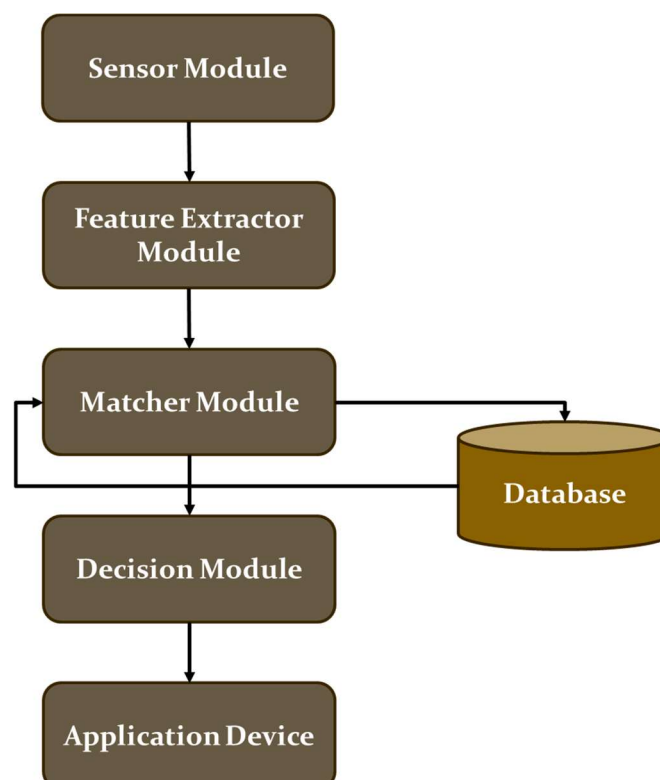 Sensor Module
Feature Extractor
Module
Matcher Module
Database
Decision Module
Application Device